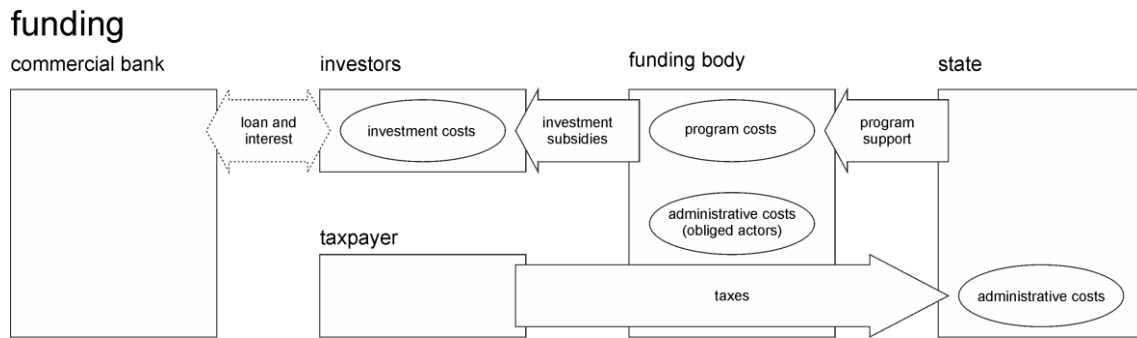 funding
commercial bank
investors
funding body
state
loan and
interest
investment costs
investment
subsidies
program costs
program
support
administrative costs
(obliged actors)
taxpayer
taxes
administrative costs